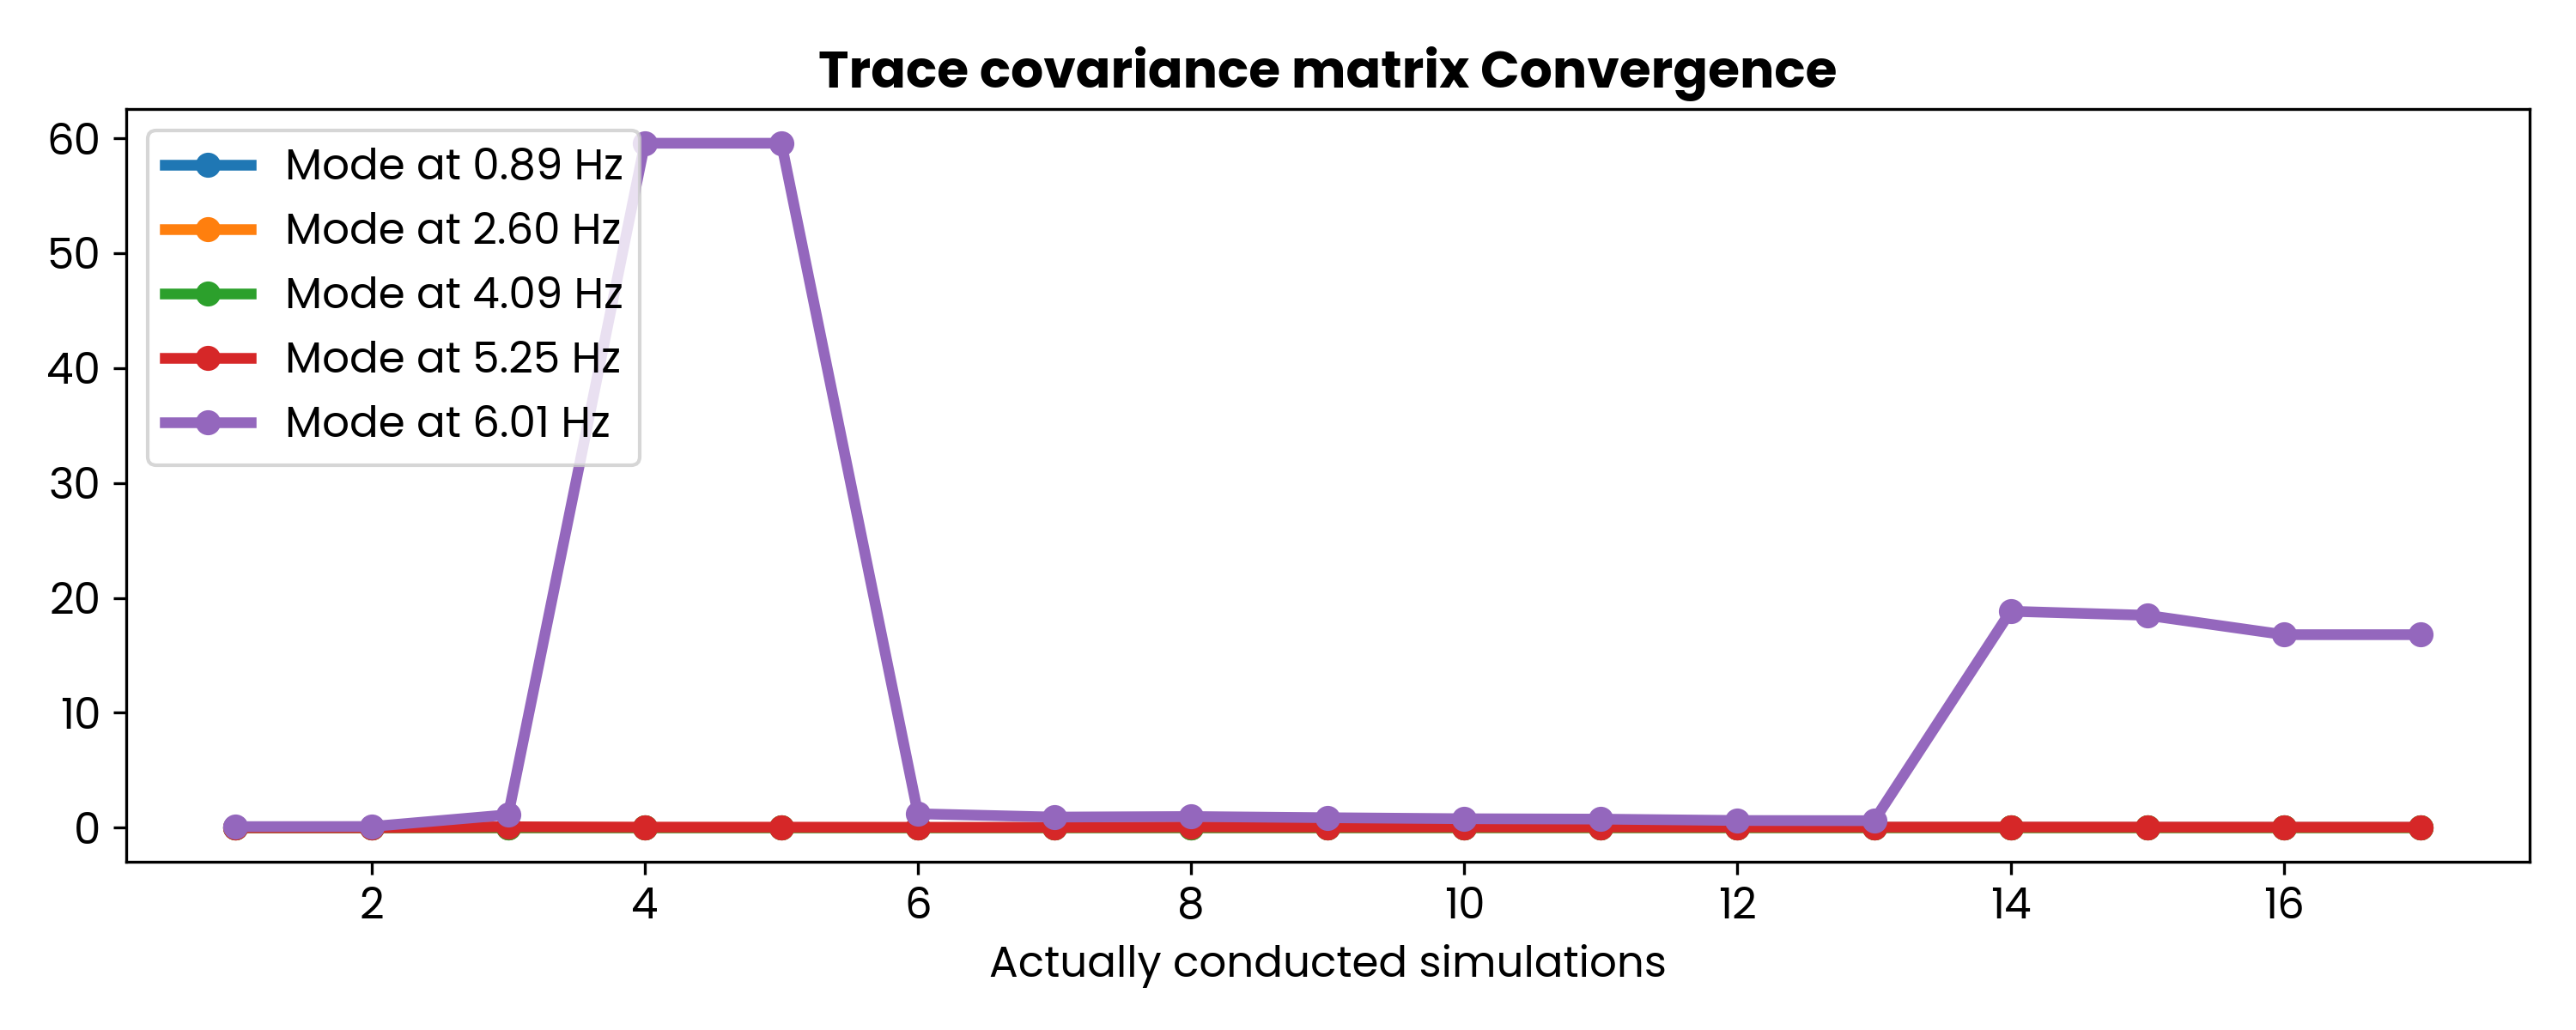 Trace covariance matrix Convergence
60
50
40
30
20
10
0
Mode at 0.89 Hz
Mode at 2.60 Hz
Mode at 4.09 Hz
Mode at 5.25 Hz
Mode at 6.01 Hz
2 4 6 8 10 12 14 16
Actually conducted simulations